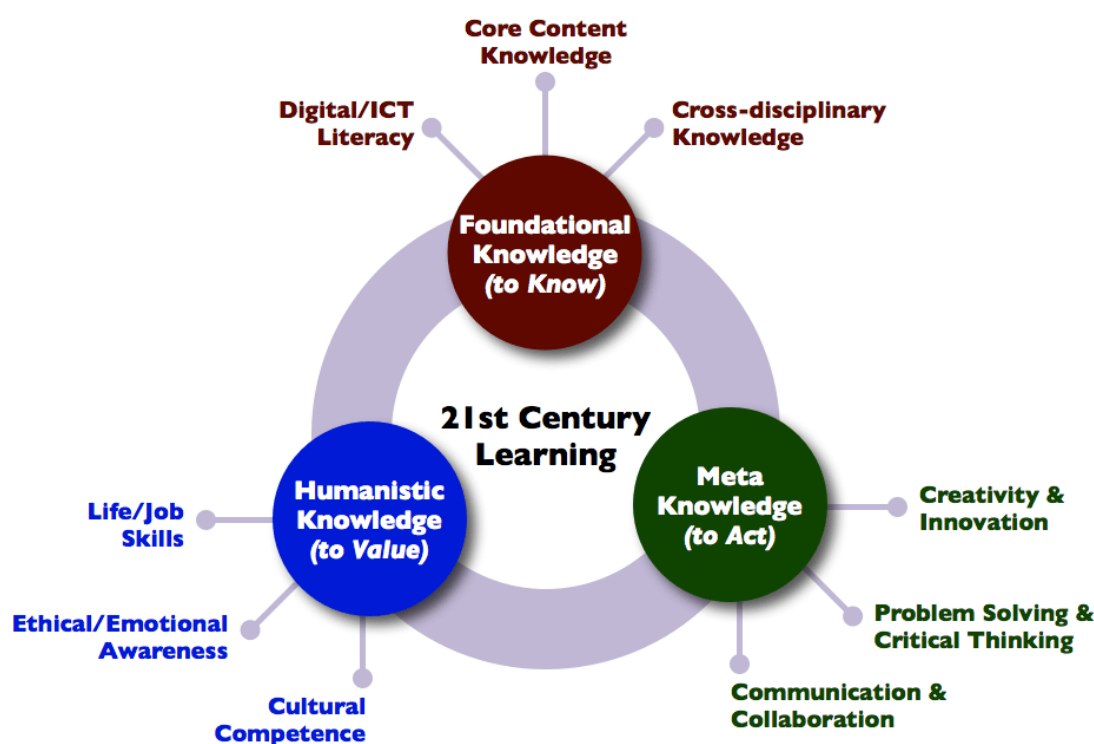 Core Content
Knowledge
Digital/ICT
Literacy
Cross-disciplinary
Knowledge
Foundational
Knowledge
(to Know)
21st Century
Learning
Humanistic
Knowledge
(to Value)
Meta
Knowledge
(to Act)
Life/Job
Skills
Ethical/Emotional
Awareness
Cultural
Competence
Creativity &
Innovation
Problem Solving &
Critical Thinking
Communication &
Collaboration